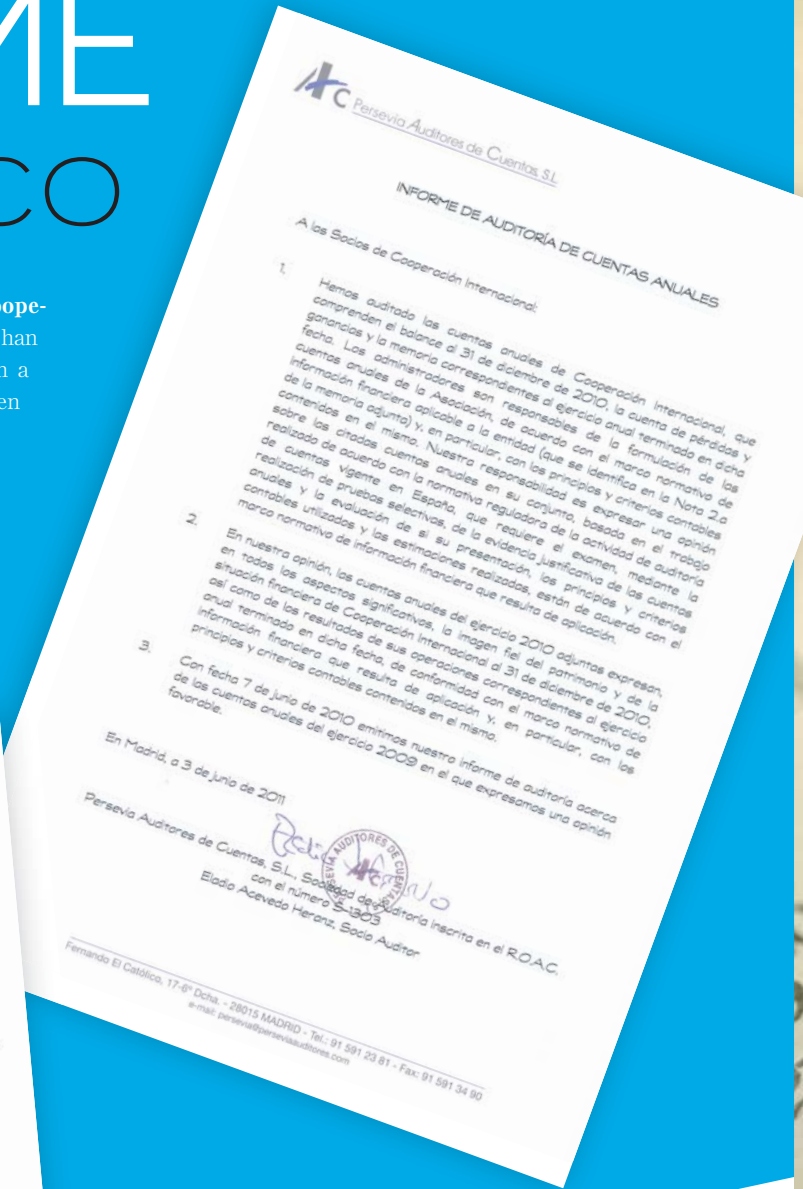 ME
CO
ope-
han
n a
en
AC Persevia Auditores de Cuentas, S.L.
INFORME DE AUDITORÍA DE CUENTAS ANUALES
A los Socios de Cooperación Internacional:
1. Hemos auditado las cuentas anuales de Cooperación Internacional, que
comprenden el balance al 31 de diciembre de 2010, la cuenta de pérdidas y
ganancias y la memoria correspondientes al ejercicio anual terminado en dicha
fecha. Los administradores son responsables de la formulación de las
cuentas anuales de la Asociación, de acuerdo con el marco normativo de
información financiera aplicable a la entidad (que se identifica en la Nota 2.a
de la memoria adjunta) y, en particular, con los principios y criterios contables
contenidos en el mismo. Nuestra responsabilidad es expresar una opinión
sobre las citadas cuentas anuales en su conjunto, basada en el trabajo
realizado de acuerdo con la normativa reguladora de la actividad de auditoría
de cuentas vigente en España, que requiere el examen, mediante la
realización de pruebas selectivas, de la evidencia justificativa de las cuentas
anuales y la evaluación de si su presentación, los principios y criterios
contables utilizados y las estimaciones realizadas, están de acuerdo con el
marco normativo de información financiera que resulta de aplicación.
2. En nuestra opinión, las cuentas anuales del ejercicio 2010 adjuntas expresan,
en todos los aspectos significativos, la imagen fiel del patrimonio y de la
situación financiera de Cooperación Internacional al 31 de diciembre de 2010,
así como de los resultados de sus operaciones correspondientes al ejercicio
anual terminado en dicha fecha, de conformidad con el marco normativo de
información financiera que resulta de aplicación y, en particular, con los
principios y criterios contables contenidos en el mismo.
3. Con fecha 7 de junio de 2010 emitimos nuestro informe de auditoría acerca
de las cuentas anuales del ejercicio 2009 en el que expresamos una opinión
favorable.
En Madrid, a 3 de junio de 2011
PERSEVIA AUDITORES DE CUENTAS
Persevia Auditores de Cuentas, S.L., Sociedad de Auditoría inscrita en el R.O.A.C.
con el número S-1303
Eladio Acevedo Heranz, Socio Auditor
Fernando El Católico, 17-6º Dcha. - 28015 MADRID - Tel.: 91 591 23 81 - Fax: 91 591 34 90
e-mail: persevia@perseviaauditores.com